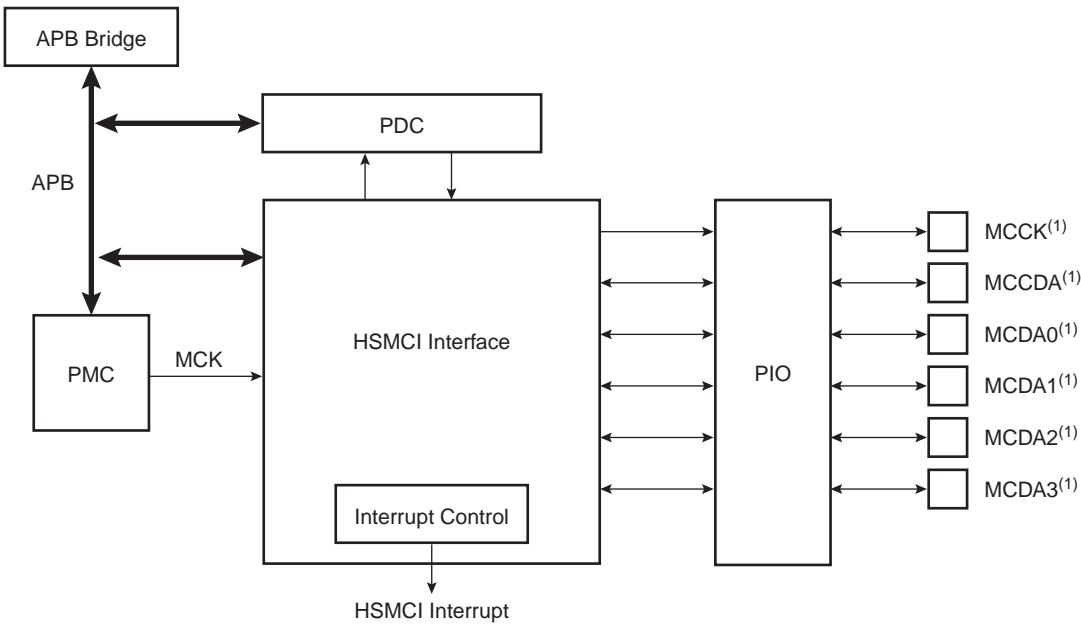 APB Bridge
PDC
APB
MCCK(1)
MCCDA(1)
HSMCI Interface
MCDA0(1)
MCK
PMC
PIO
MCDA1(1)
MCDA2(1)
MCDA3(1)
Interrupt Control
HSMCI Interrupt